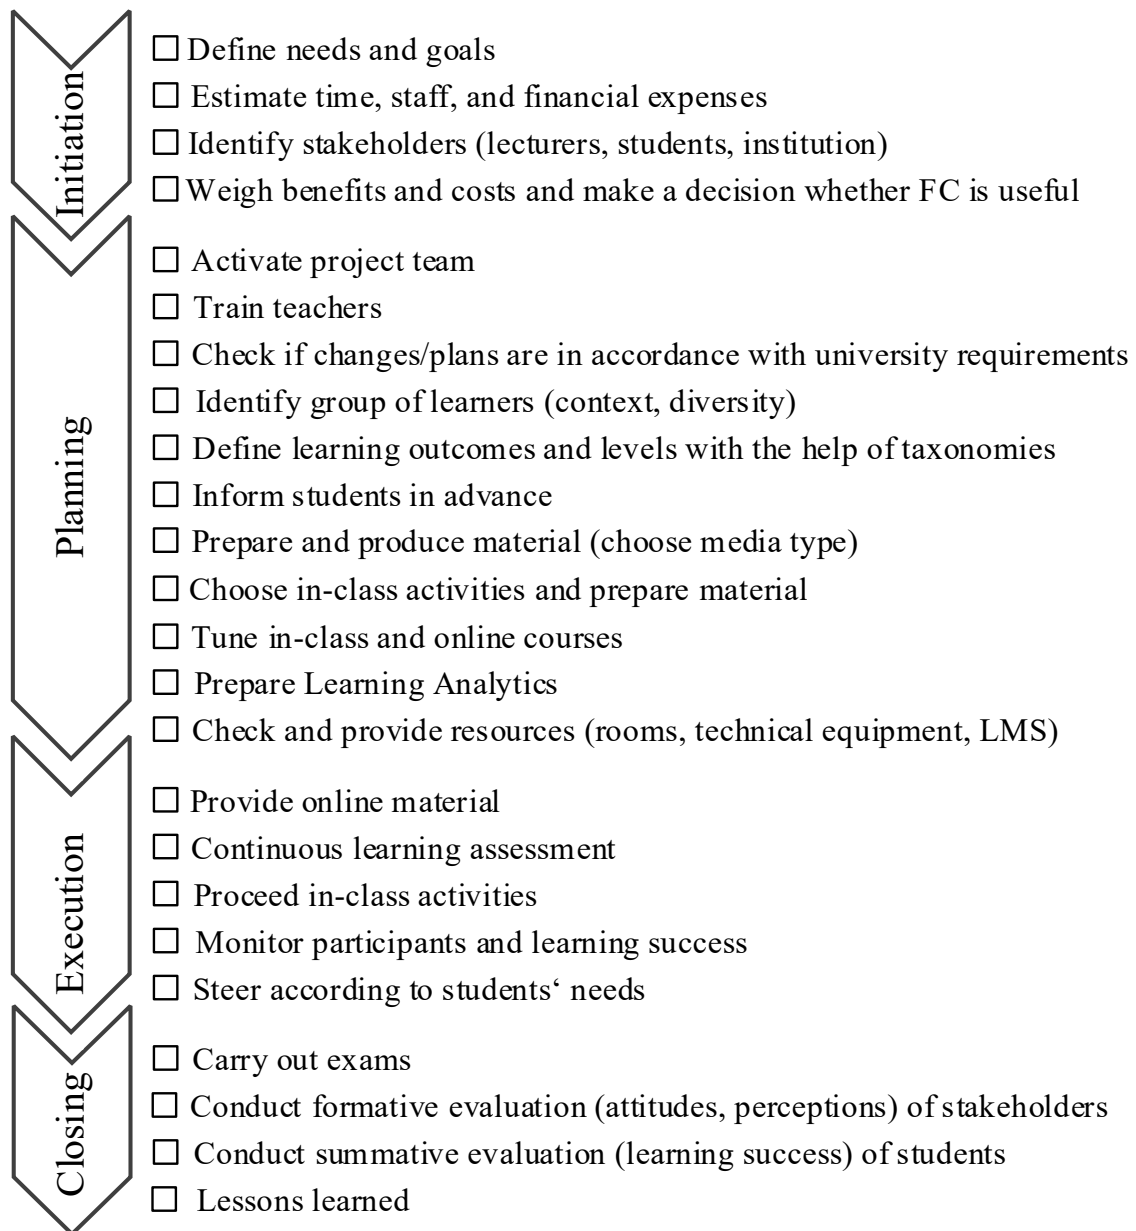 Initiation
☐ Define needs and goals
☐ Estimate time, staff, and financial expenses
☐ Identify stakeholders (lecturers, students, institution)
☐ Weigh benefits and costs and make a decision whether FC is useful
Planning
☐ Activate project team
☐ Train teachers
☐ Check if changes/plans are in accordance with university requirements
☐ Identify group of learners (context, diversity)
☐ Define learning outcomes and levels with the help of taxonomies
☐ Inform students in advance
☐ Prepare and produce material (choose media type)
☐ Choose in-class activities and prepare material
☐ Tune in-class and online courses
☐ Prepare Learning Analytics
☐ Check and provide resources (rooms, technical equipment, LMS)
Execution
☐ Provide online material
☐ Continuous learning assessment
☐ Proceed in-class activities
☐ Monitor participants and learning success
☐ Steer according to students‘ needs
Closing
☐ Carry out exams
☐ Conduct formative evaluation (attitudes, perceptions) of stakeholders
☐ Conduct summative evaluation (learning success) of students
☐ Lessons learned